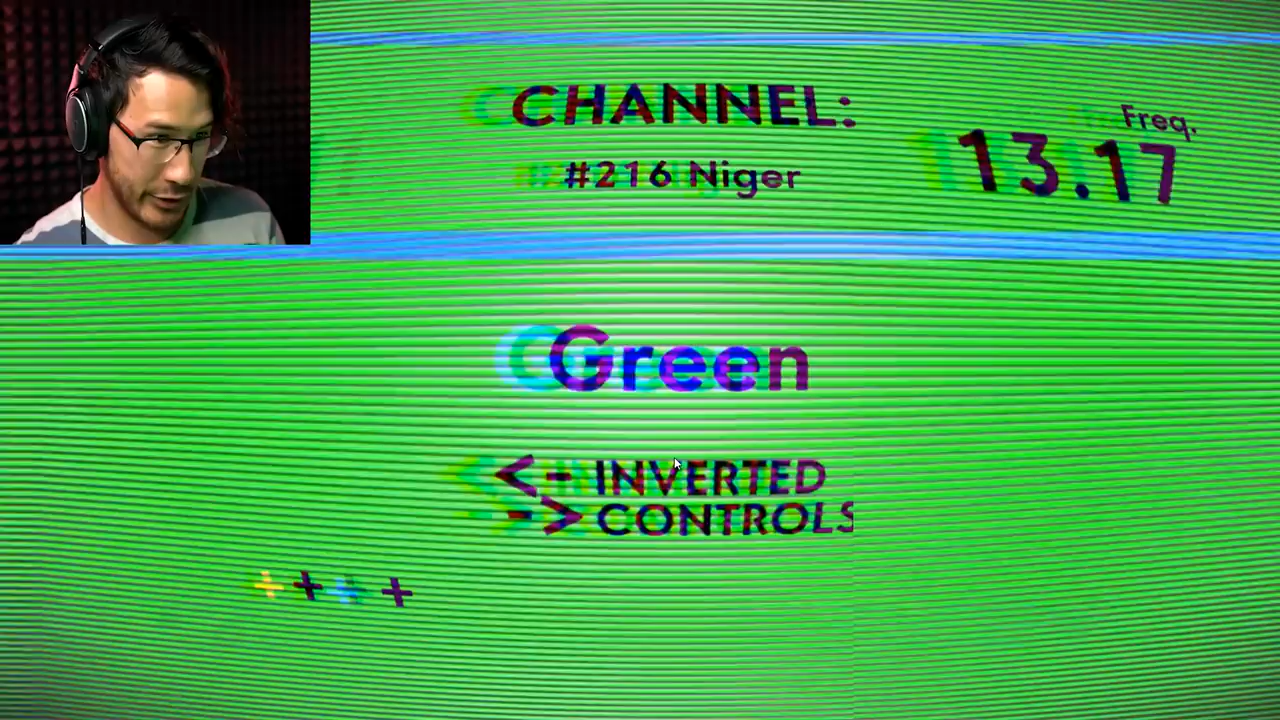 CHANNEL:
#216 Niger
Freq.
13.17
Green
<- INVERTED
-> CONTROLS
++++